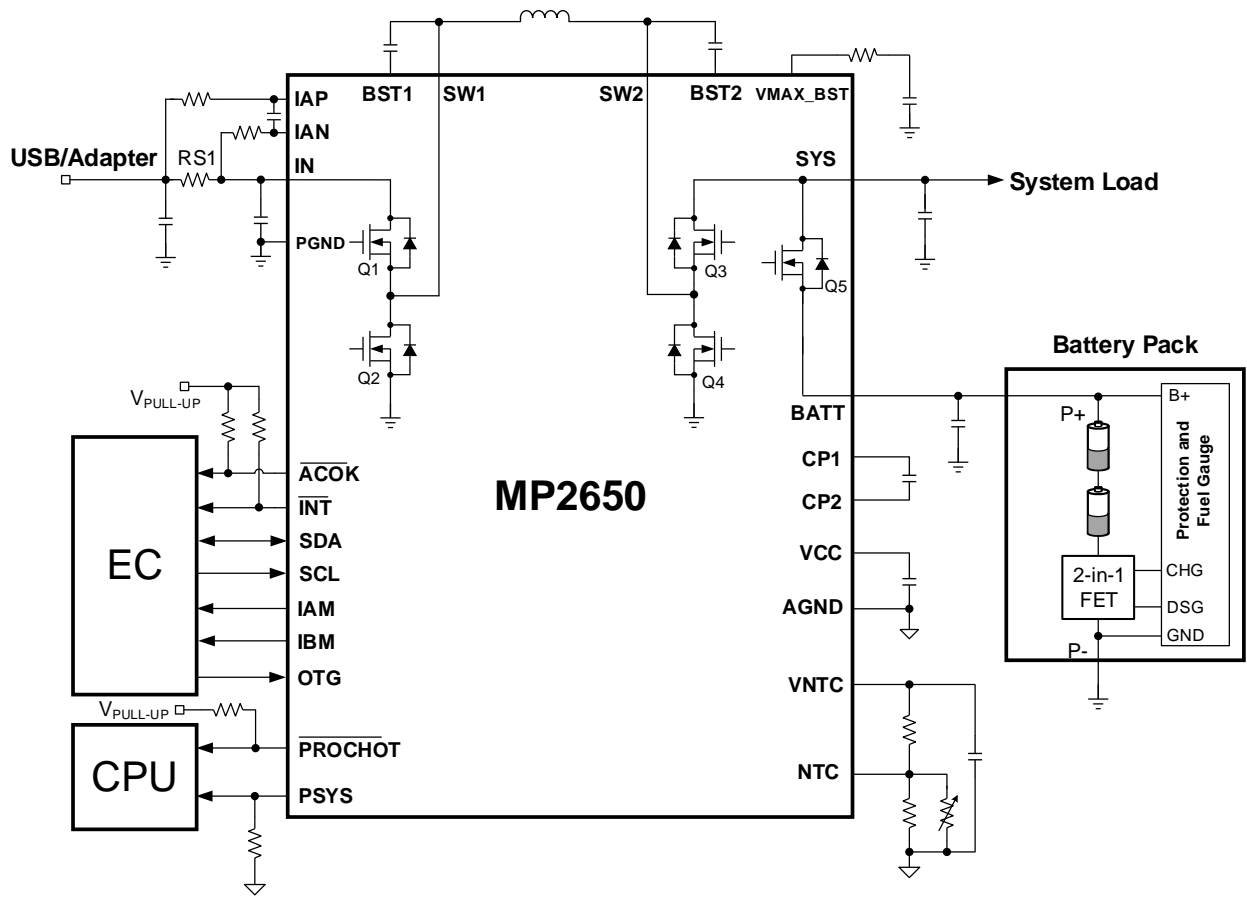 BST1
SW1
SW2
BST2
VMAX_BST
IAP
IAN
USB/Adapter
RS1
IN
SYS
System Load
PGND
Q1
Q3
Q5
Q2
Q4
Battery Pack
VPULL-UP
BATT
P+
B+
Protection and
Fuel Gauge
ACOK
CP1
INT
CP2
MP2650
EC
SDA
VCC
SCL
2-in-1
FET
CHG
IAM
AGND
DSG
IBM
GND
P-
OTG
VNTC
VPULL-UP
CPU
PROCHOT
NTC
PSYS